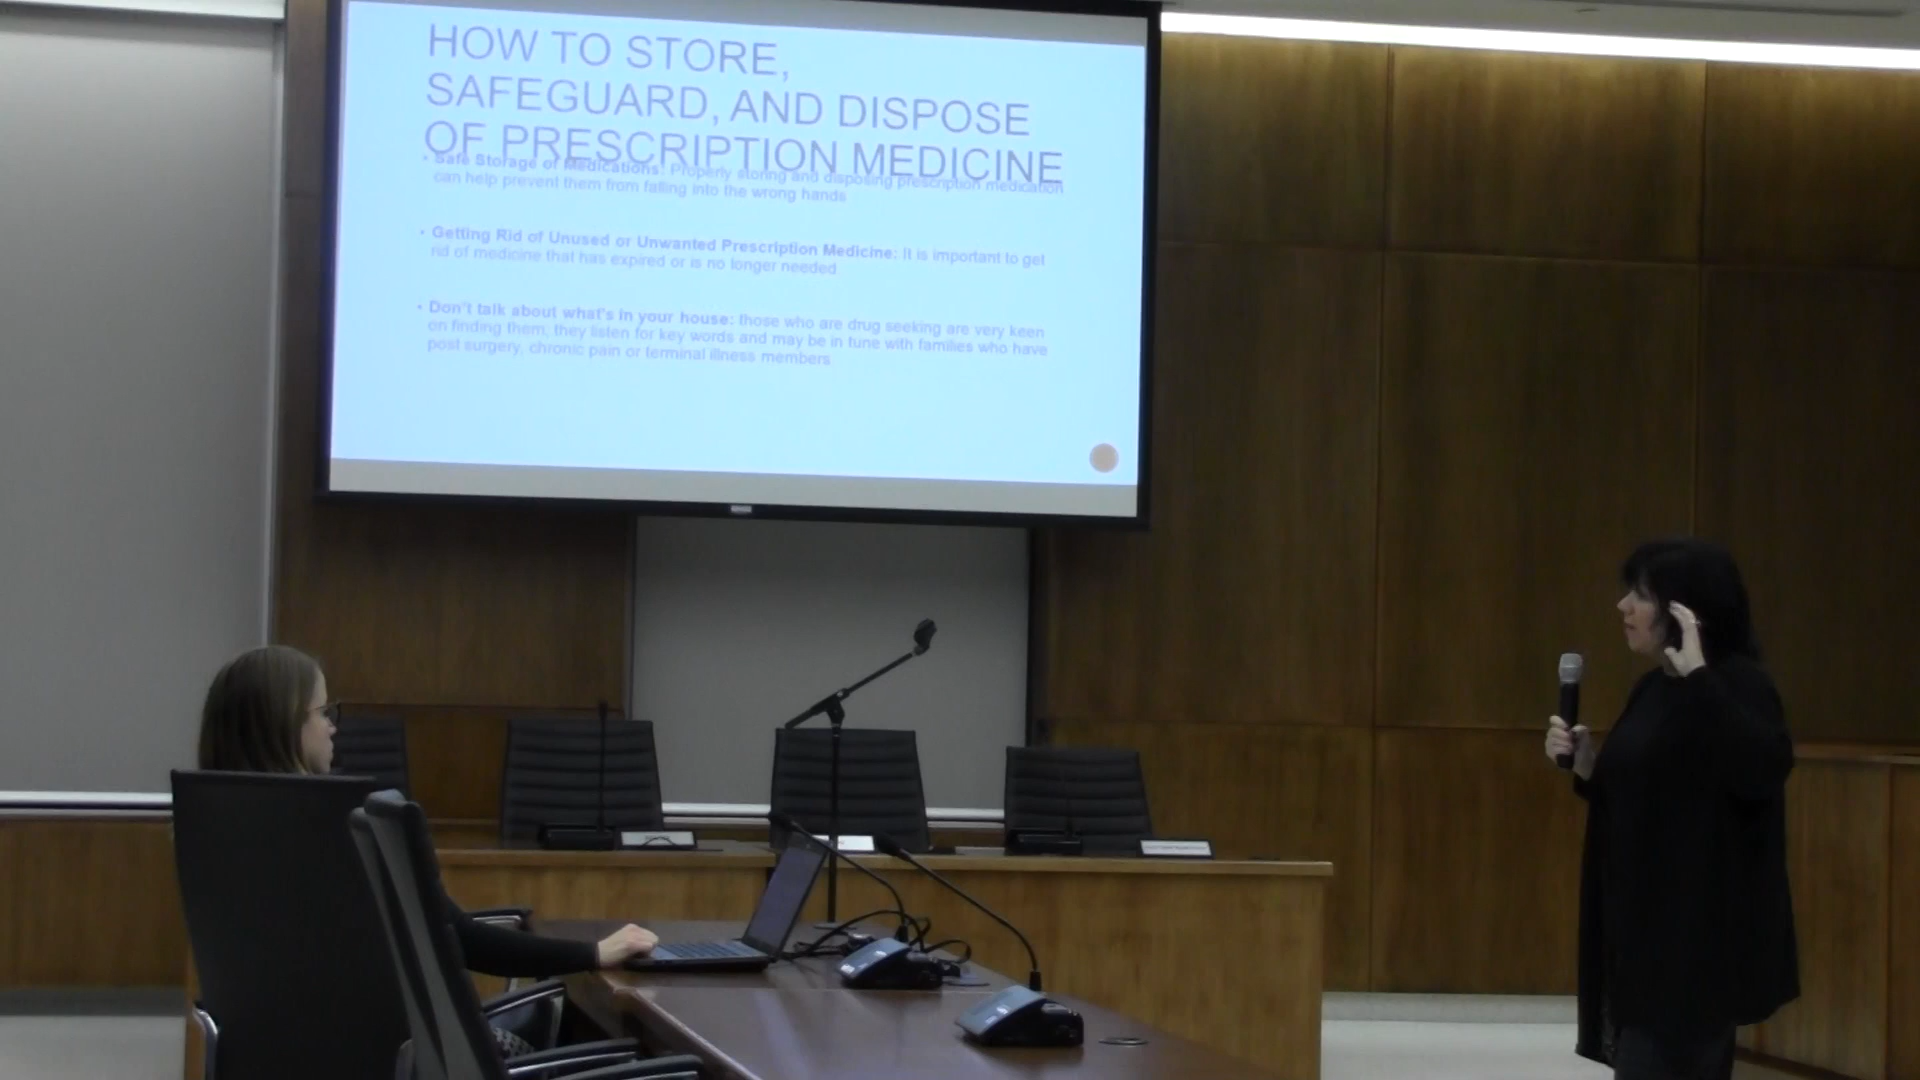 HOW TO STORE,
SAFEGUARD, AND DISPOSE
OF PRESCRIPTION MEDICINE
• Safe Storage of Medications: Properly storing and disposing prescription medication
can help prevent them from falling into the wrong hands
• Getting Rid of Unused or Unwanted Prescription Medicine: It is important to get
rid of medicine that has expired or is no longer needed
• Don't talk about what's in your house: those who are drug seeking are very keen
on finding them; they listen for key words and may be in tune with families who have
post surgery, chronic pain or terminal illness members